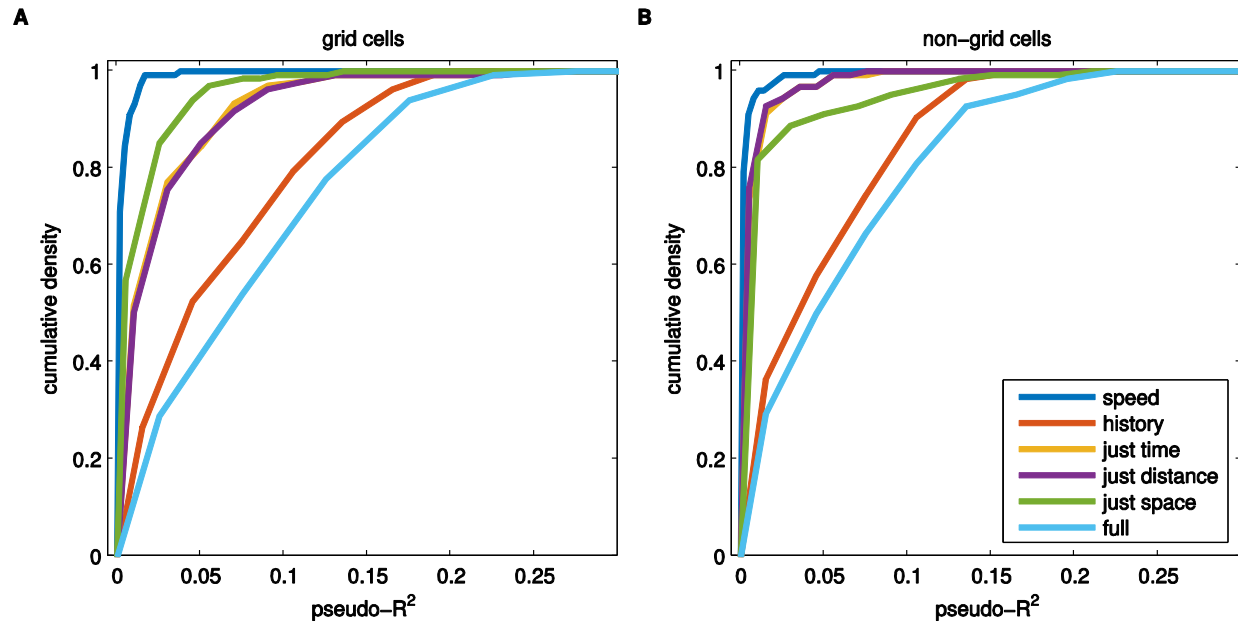 A
grid cells
1
0.8
0.6
0.4
0.2
0
cumulative density
0
0.05
0.1
0.15
0.2
0.25
pseudo−R²
B
non−grid cells
1
0.8
0.6
0.4
0.2
0
cumulative density
0
0.05
0.1
0.15
0.2
0.25
pseudo−R²
speed
history
just time
just distance
just space
full